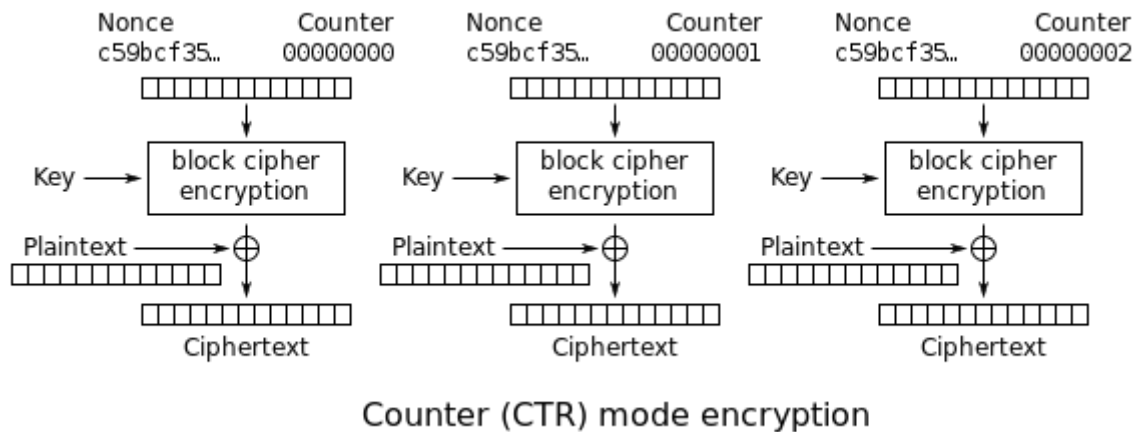 Nonce Counter Nonce Counter Nonce Counter
c59bcf35… 00000000 c59bcf35… 00000001 c59bcf35… 00000002
block cipher block cipher block cipher
Key encryption Key encryption Key encryption
Plaintext Plaintext Plaintext
Ciphertext Ciphertext Ciphertext
Counter (CTR) mode encryption